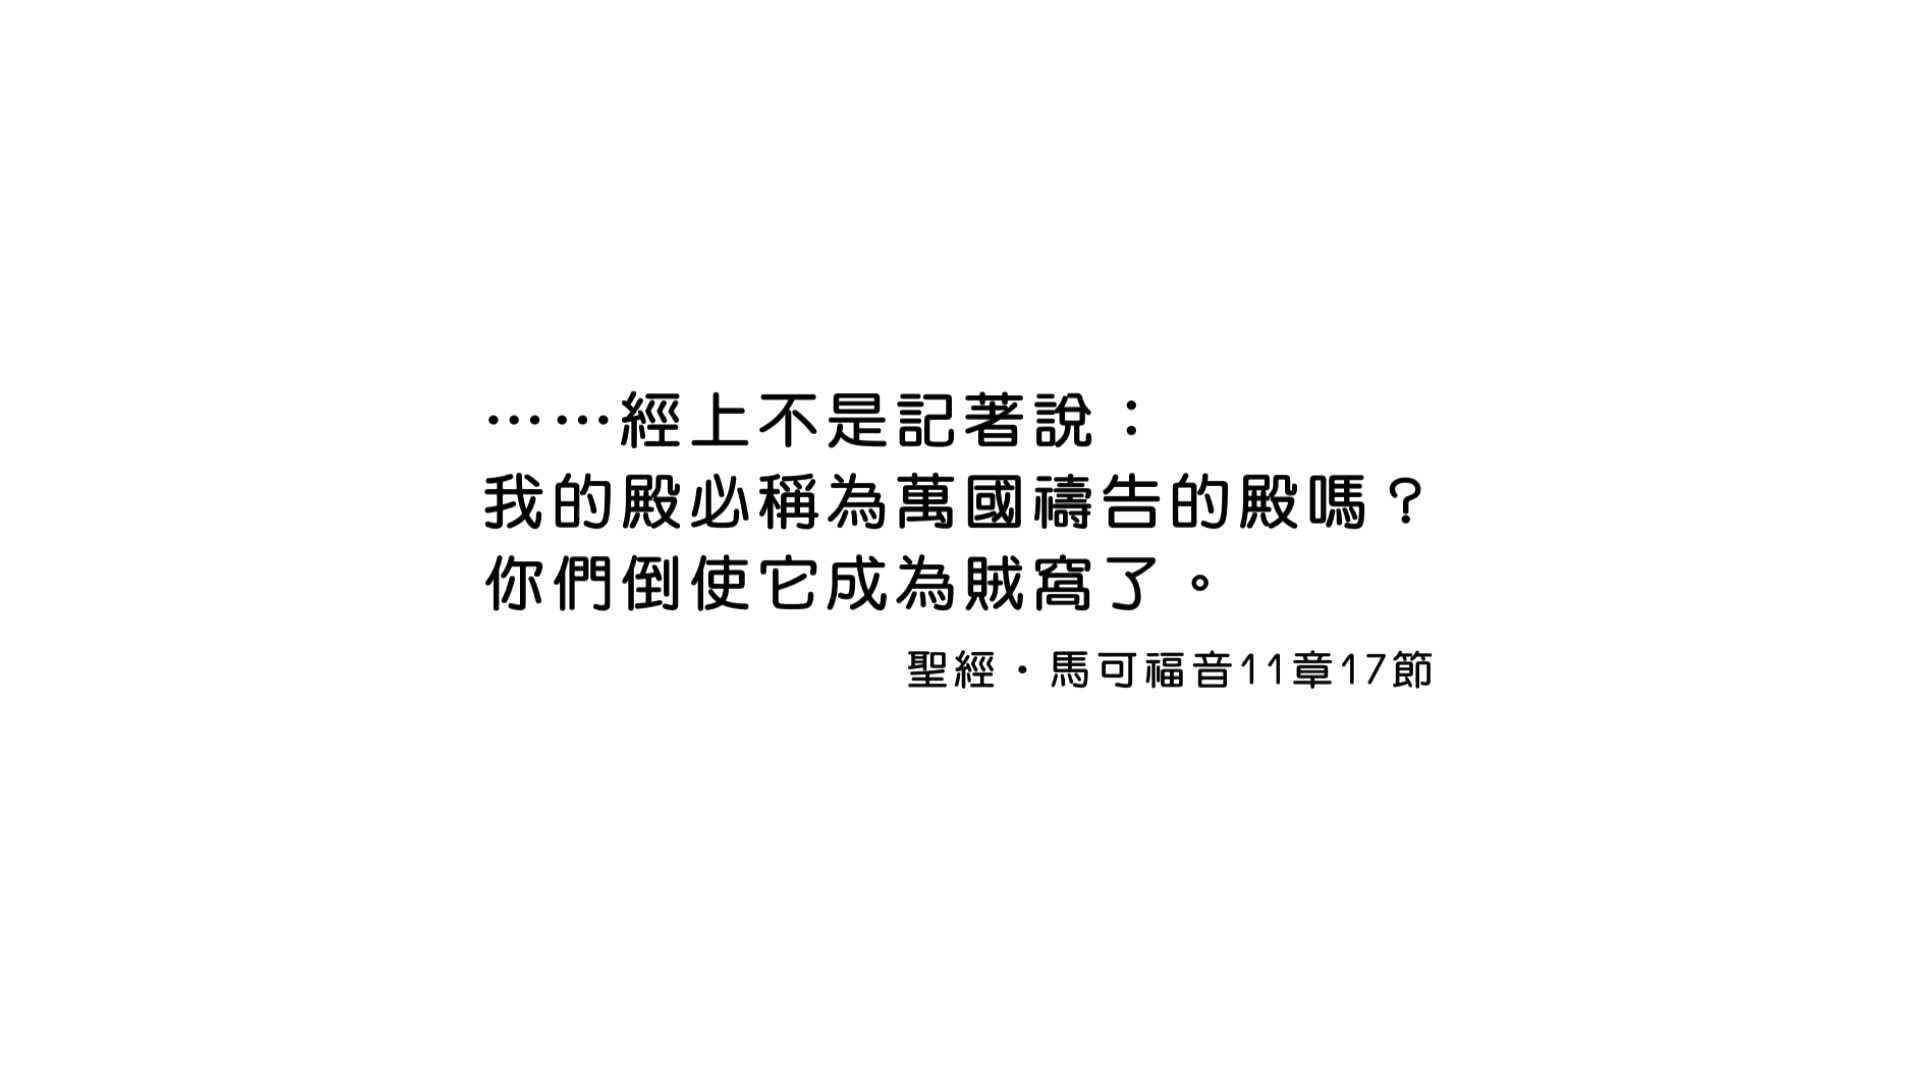 ……經上不是記著說：
我的殿必稱為萬國禱告的殿嗎？
你們倒使它成為賊窩了。
聖經·馬可福音11章17節